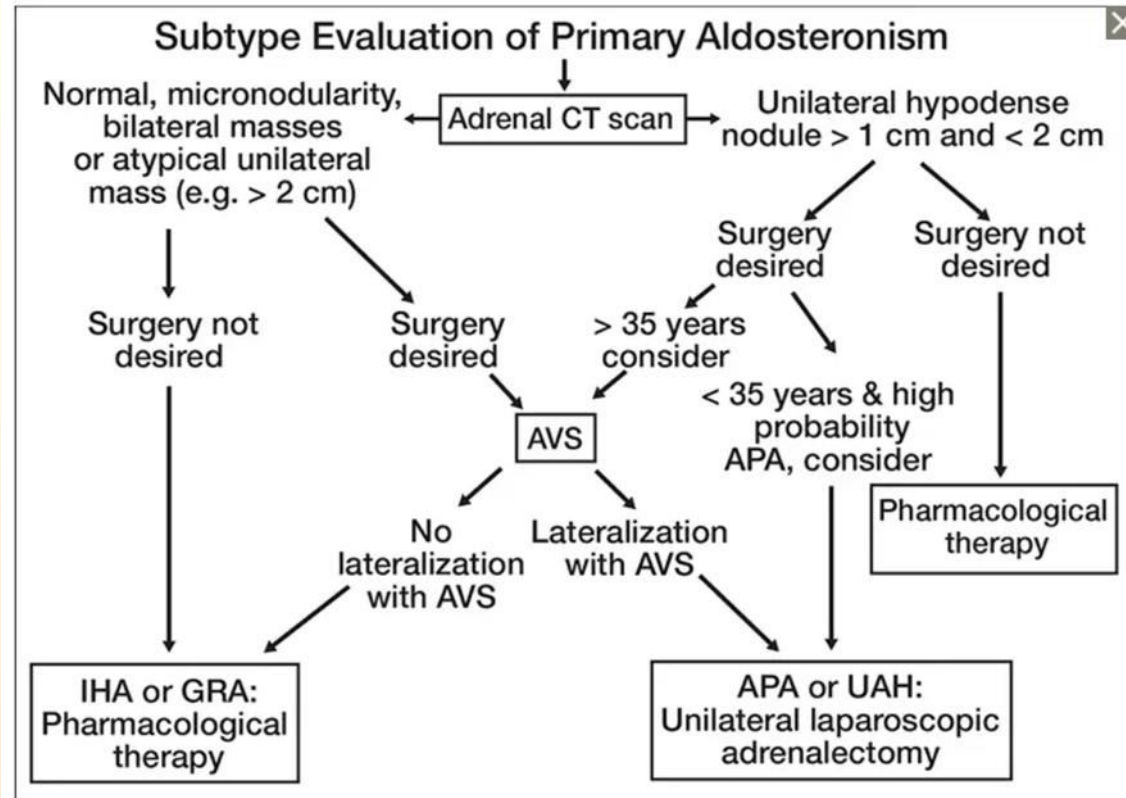 Subtype Evaluation of Primary Aldosteronism
Normal, micronodularity,
bilateral masses
or atypical unilateral
mass (e.g. > 2 cm)
Adrenal CT scan
Unilateral hypodense
nodule > 1 cm and < 2 cm
Surgery
desired
Surgery not
desired
Surgery not
desired
Surgery
desired
> 35 years
consider
< 35 years & high
probability
APA, consider
AVS
No
lateralization
with AVS
Lateralization
with AVS
Pharmacological
therapy
IHA or GRA:
Pharmacological
therapy
APA or UAH:
Unilateral laparoscopic
adrenalectomy